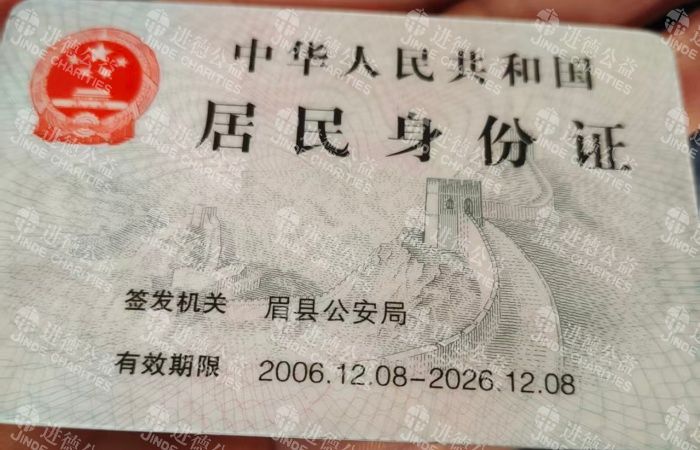 中华人民共和国
居民身份证
签发机关 眉县公安局
有效期限 2006.12.08-2026.12.08
进德公益
JINDE CHARITIES